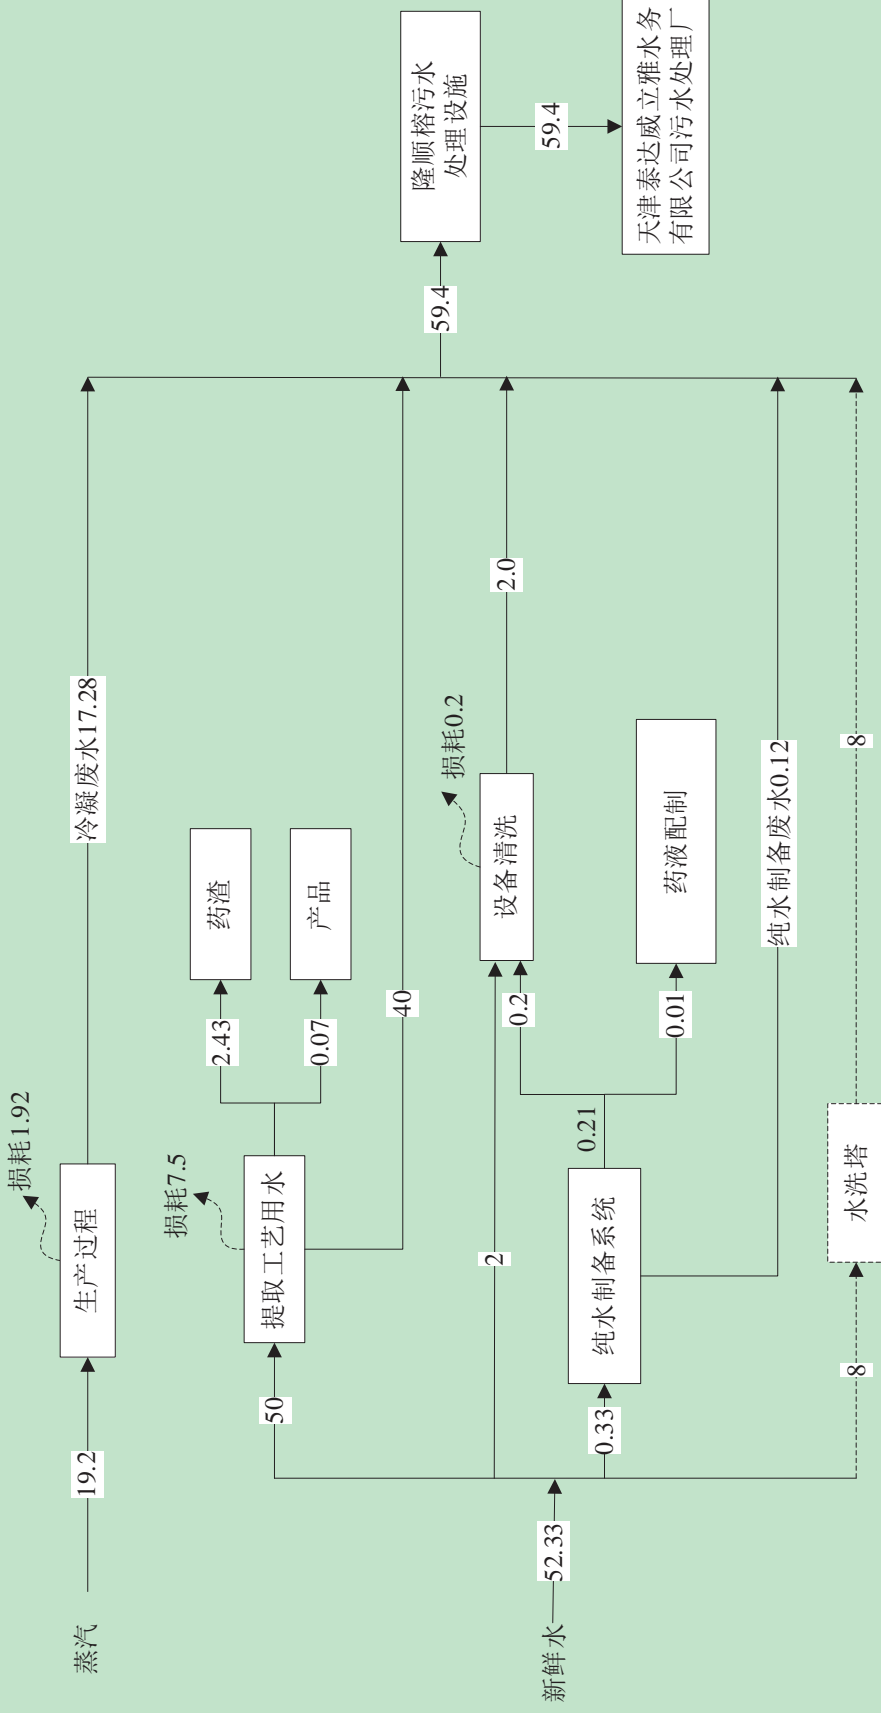 蒸汽
19.2
生产过程
损耗1.92
冷凝废水17.28
新鲜水
52.33
50
提取工艺用水
损耗7.5
2.43
药渣
0.07
产品
40
2
设备清洗
损耗0.2
2.0
0.33
纯水制备系统
0.21
0.2
0.01
药液配制
纯水制备废水0.12
8
水洗塔
8
59.4
隆顺榕污水
处理设施
59.4
天津泰达威立雅水务
有限公司污水处理厂